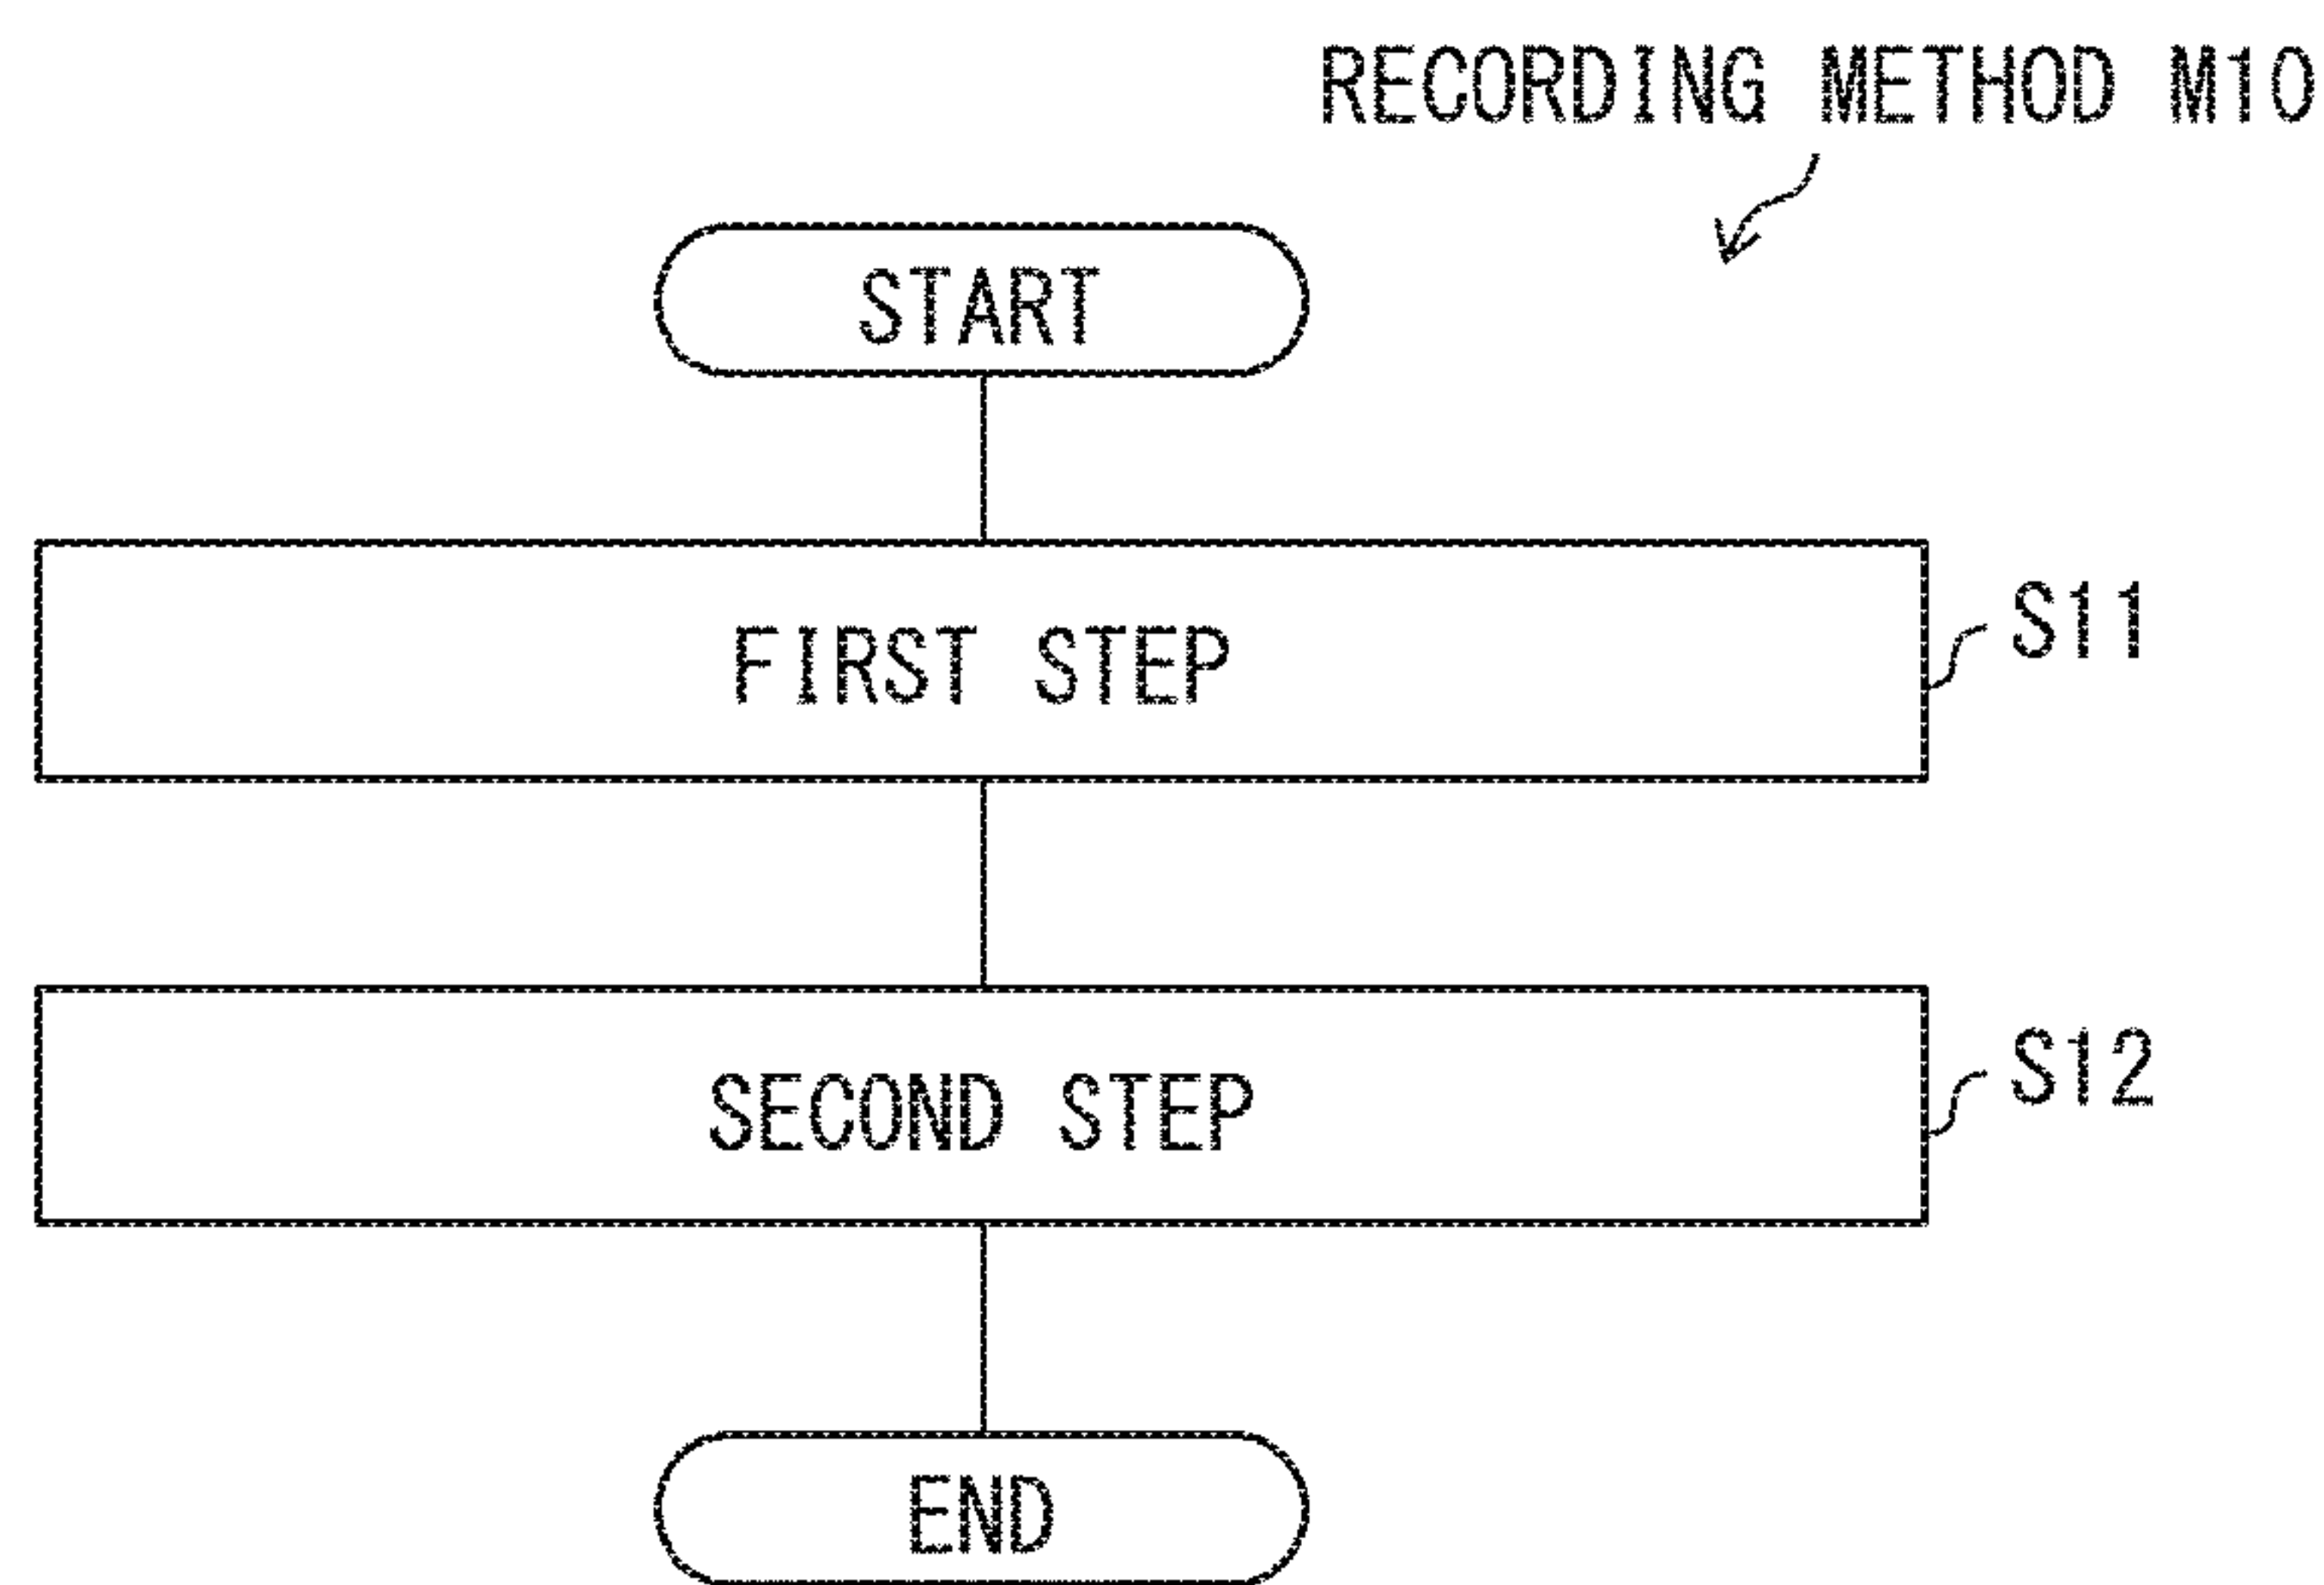 RECORDING METHOD M10
START
FIRST STEP
S11
SECOND STEP
S12
END